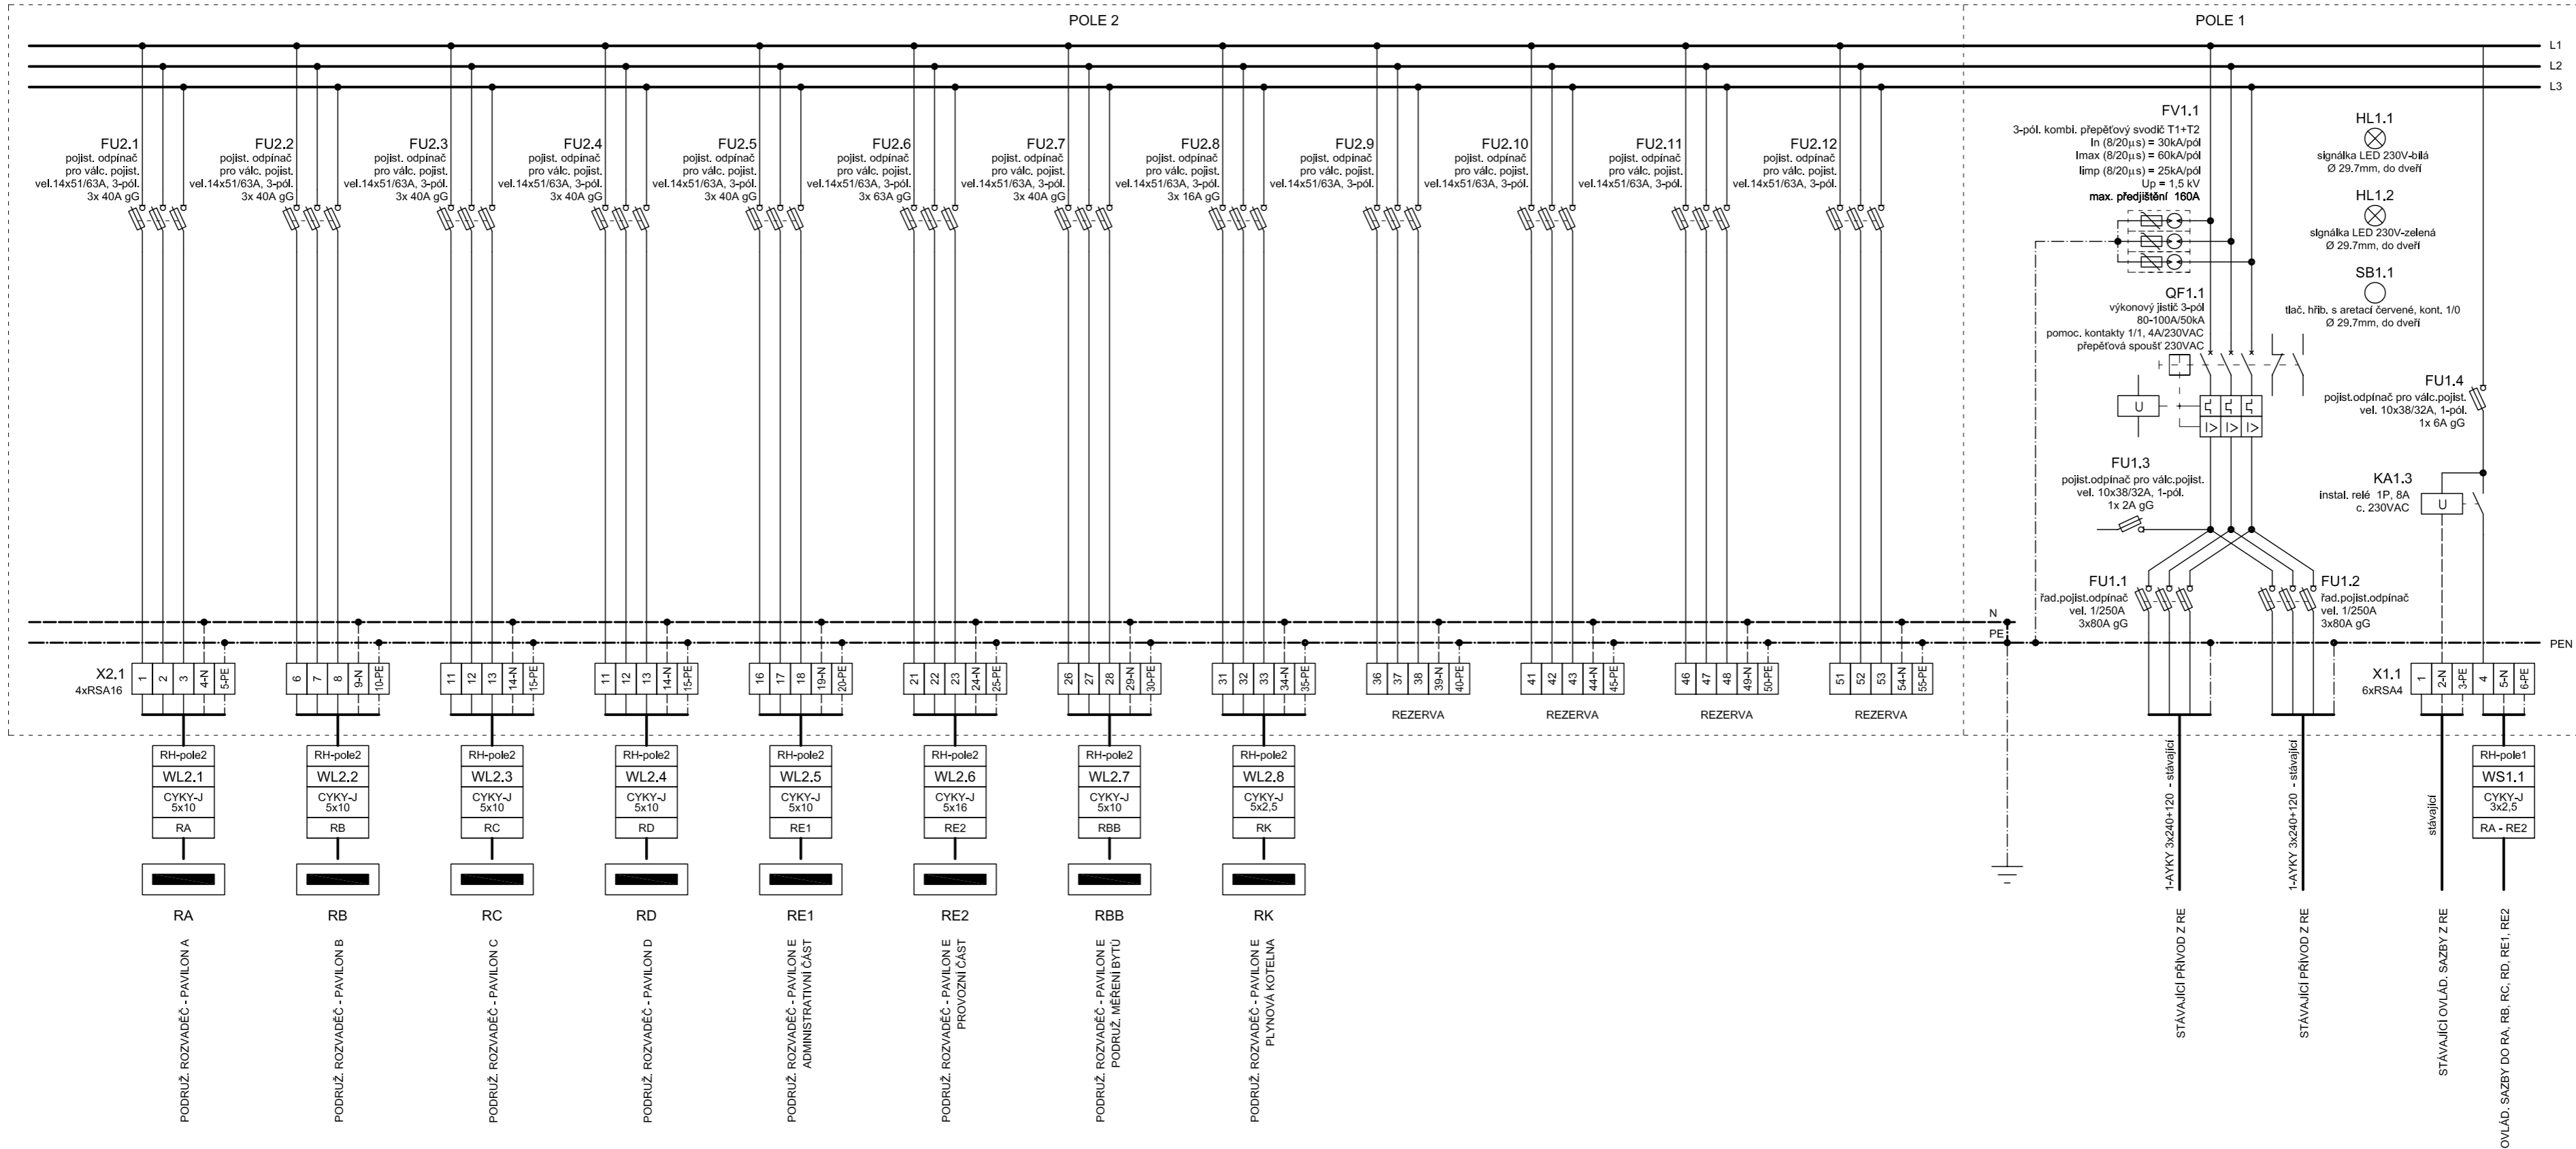 POLE 2
POLE 1
L1
L2
L3
FU2.1
pojist. odpínač
pro válc. pojist.
vel.14x51/63A, 3-pól.
3x 40A gG
FU2.2
pojist. odpínač
pro válc. pojist.
vel.14x51/63A, 3-pól.
3x 40A gG
FU2.3
pojist. odpínač
pro válc. pojist.
vel.14x51/63A, 3-pól.
3x 40A gG
FU2.4
pojist. odpínač
pro válc. pojist.
vel.14x51/63A, 3-pól.
3x 40A gG
FU2.5
pojist. odpínač
pro válc. pojist.
vel.14x51/63A, 3-pól.
3x 40A gG
FU2.6
pojist. odpínač
pro válc. pojist.
vel.14x51/63A, 3-pól.
3x 63A gG
FU2.7
pojist. odpínač
pro válc. pojist.
vel.14x51/63A, 3-pól.
3x 40A gG
FU2.8
pojist. odpínač
pro válc. pojist.
vel.14x51/63A, 3-pól.
3x 16A gG
FU2.9
pojist. odpínač
pro válc. pojist.
vel.14x51/63A, 3-pól.
FU2.10
pojist. odpínač
pro válc. pojist.
vel.14x51/63A, 3-pól.
FU2.11
pojist. odpínač
pro válc. pojist.
vel.14x51/63A, 3-pól.
FU2.12
pojist. odpínač
pro válc. pojist.
vel.14x51/63A, 3-pól.
FV1.1
3-pól. kombi. přepěťový svodič T1+T2
In (8/20µs) = 30kA/pól
Imax (8/20µs) = 60kA/pól
Iimp (8/20µs) = 25kA/pól
Up = 1,5 kV
max. předjištění 160A
HL1.1
signálka LED 230V-bílá
Ø 29.7mm, do dveří
HL1.2
signálka LED 230V-zelená
Ø 29.7mm, do dveří
SB1.1
tlač. hřib. s aretací červené, kont. 1/0
Ø 29.7mm, do dveří
QF1.1
výkonový jistič 3-pól
80-100A/50kA
pomoc. kontakty 1/1, 4A/230VAC
přepěťová spoušť 230VAC
U
I> I> I>
FU1.4
pojist.odpínač pro válc.pojist.
vel. 10x38/32A, 1-pól.
1x 6A gG
FU1.3
pojist.odpínač pro válc.pojist.
vel. 10x38/32A, 1-pól.
1x 2A gG
KA1.3
instal. relé 1P, 8A
c. 230VAC
U
FU1.1
řad.pojist.odpínač
vel. 1/250A
3x80A gG
FU1.2
řad.pojist.odpínač
vel. 1/250A
3x80A gG
N
PE
PEN
X2.1
4xRSA16
1 2 3 4-N 5-PE
6 7 8 9-N 10-PE
11 12 13 14-N 15-PE
11 12 13 14-N 15-PE
16 17 18 19-N 20-PE
21 22 23 24-N 25-PE
26 27 28 29-N 30-PE
31 32 33 34-N 35-PE
36 37 38 39-N 40-PE
41 42 43 44-N 45-PE
46 47 48 49-N 50-PE
51 52 53 54-N 55-PE
X1.1
6xRSA4
1 2-N 3-PE 4 5-N 6-PE
REZERVA
REZERVA
REZERVA
REZERVA
RH-pole2
WL2.1
CYKY-J
5x10
RA
RH-pole2
WL2.2
CYKY-J
5x10
RB
RH-pole2
WL2.3
CYKY-J
5x10
RC
RH-pole2
WL2.4
CYKY-J
5x10
RD
RH-pole2
WL2.5
CYKY-J
5x10
RE1
RH-pole2
WL2.6
CYKY-J
5x16
RE2
RH-pole2
WL2.7
CYKY-J
5x10
RBB
RH-pole2
WL2.8
CYKY-J
5x2,5
RK
1-AYKY 3x240+120 - stávající
1-AYKY 3x240+120 - stávající
stávající
RH-pole1
WS1.1
CYKY-J
3x2,5
RA - RE2
RA
PODRUŽ. ROZVADĚČ - PAVILON A
RB
PODRUŽ. ROZVADĚČ - PAVILON B
RC
PODRUŽ. ROZVADĚČ - PAVILON C
RD
PODRUŽ. ROZVADĚČ - PAVILON D
RE1
PODRUŽ. ROZVADĚČ - PAVILON E
ADMINISTRATIVNÍ ČÁST
RE2
PODRUŽ. ROZVADĚČ - PAVILON E
PROVOZNÍ ČÁST
RBB
PODRUŽ. ROZVADĚČ - PAVILON E
PODRUŽ. MĚŘENÍ BYTŮ
RK
PODRUŽ. ROZVADĚČ - PAVILON E
PLYNOVÁ KOTELNA
STÁVAJÍCÍ PŘÍVOD Z RE
STÁVAJÍCÍ PŘÍVOD Z RE
STÁVAJÍCÍ OVLÁD. SAZBY Z RE
OVLÁD. SAZBY DO RA, RB, RC, RD, RE1, RE2